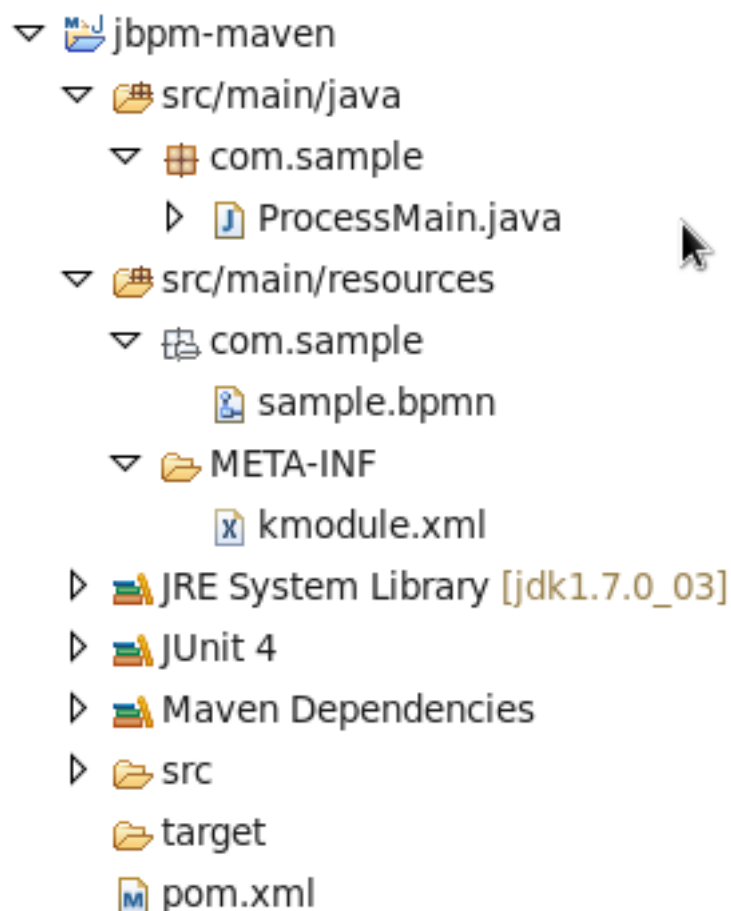 jbpm-maven
src/main/java
com.sample
ProcessMain.java
src/main/resources
com.sample
sample.bpmn
META-INF
kmodule.xml
JRE System Library [jdk1.7.0_03]
JUnit 4
Maven Dependencies
src
target
pom.xml